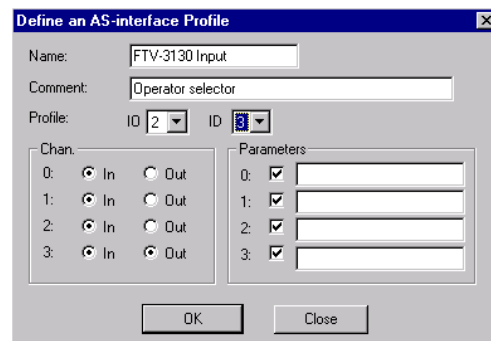 Define an AS-interface Profile
Name: FTV-3130 Input
Comment: Operator selector
Profile: IO 2 ID 3
Chan. Parameters
0: In Out 0:
1: In Out 1:
2: In Out 2:
3: In Out 3:
OK Close